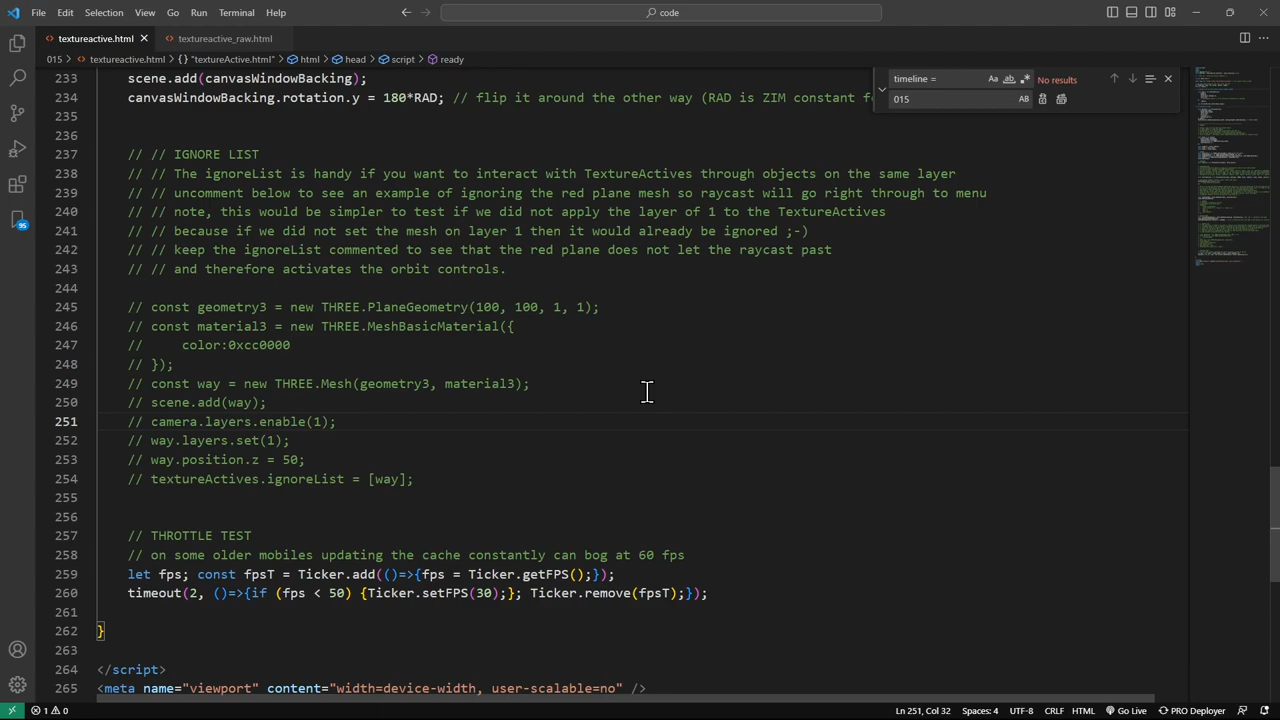 File Edit Selection View Go Run Terminal Help
code
textureactive.html
textureactive_raw.html
015 > textureactive.html > {} "textureActive.html" > html > head > script > ready
timeline =
Aa
ab
No results
015
AB
95
233 scene.add(canvasWindowBacking);
234 canvasWindowBacking.rotation.y = 180*RAD; // flip it around the other way (RAD is ZIM constant fo
235
236
237 // // IGNORE LIST
238 // // The ignoreList is handy if you want to interact with TextureActives through objects on the same layer
239 // // uncomment below to see an example of ignoring the red plane mesh so raycast will go right through to menu
240 // // note, this would be simpler to test if we did not apply the layer of 1 to the TextureActives
241 // // because if we did not set the mesh on layer 1 then it would already be ignored ;-)
242 // // keep the ignoreList commented to see that the red plane does not let the raycast past
243 // // and therefore activates the orbit controls.
244
245 // const geometry3 = new THREE.PlaneGeometry(100, 100, 1, 1);
246 // const material3 = new THREE.MeshBasicMaterial({
247 //     color:0xcc0000
248 // });
249 // const way = new THREE.Mesh(geometry3, material3);
250 // scene.add(way);
251 // camera.layers.enable(1);
252 // way.layers.set(1);
253 // way.position.z = 50;
254 // textureActives.ignoreList = [way];
255
256
257 // THROTTLE TEST
258 // on some older mobiles updating the cache constantly can bog at 60 fps
259 let fps; const fpsT = Ticker.add(()=>{fps = Ticker.getFPS();});
260 timeout(2, ()=>{if (fps < 50) {Ticker.setFPS(30);}; Ticker.remove(fpsT);});
261
262 }
263
264 </script>
265 <meta name="viewport" content="width=device-width, user-scalable=no" />
1 0 Ln 251, Col 32 Spaces: 4 UTF-8 CRLF HTML Go Live PRO Deployer